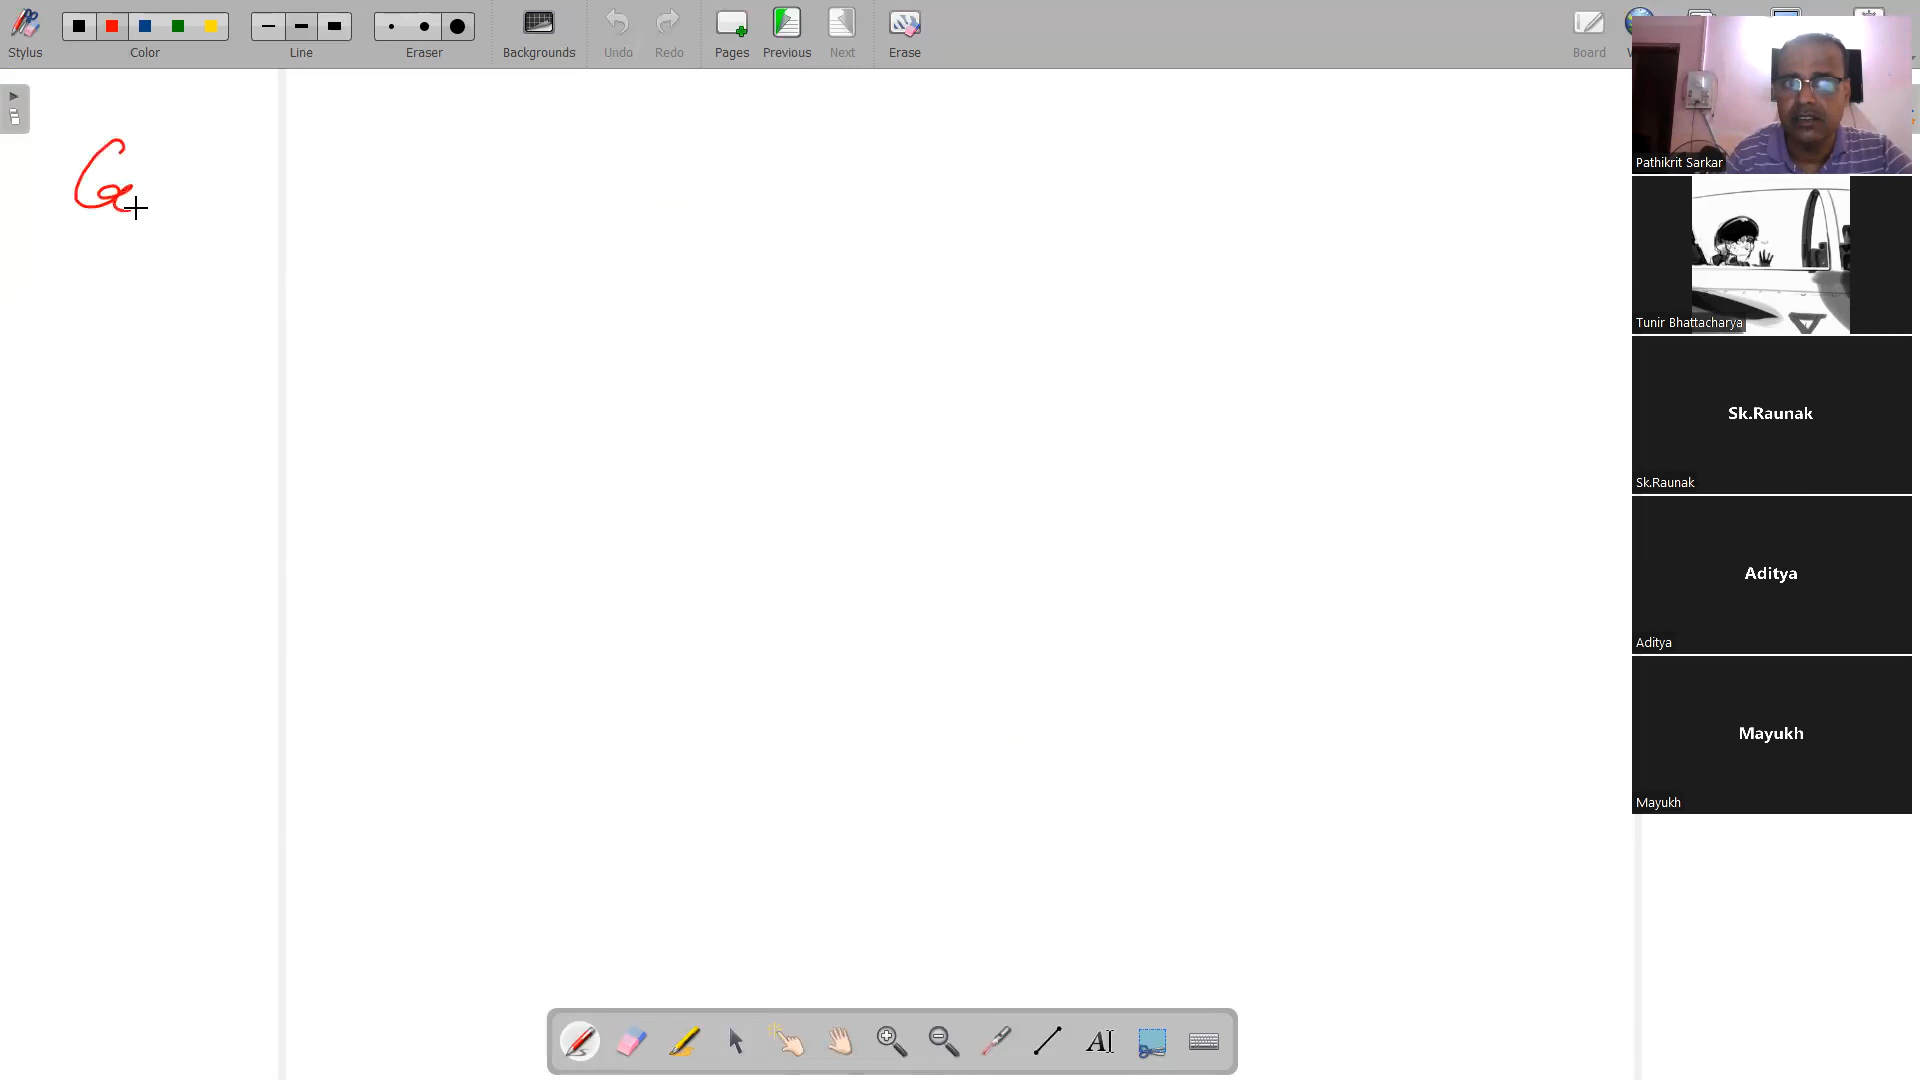 Stylus Color Line Eraser Backgrounds Undo Redo Pages Previous Next Erase Board
Ca
Pathikrit Sarkar
Tunir Bhattacharya
Sk.Raunak
Sk.Raunak
Aditya
Aditya
Mayukh
Mayukh